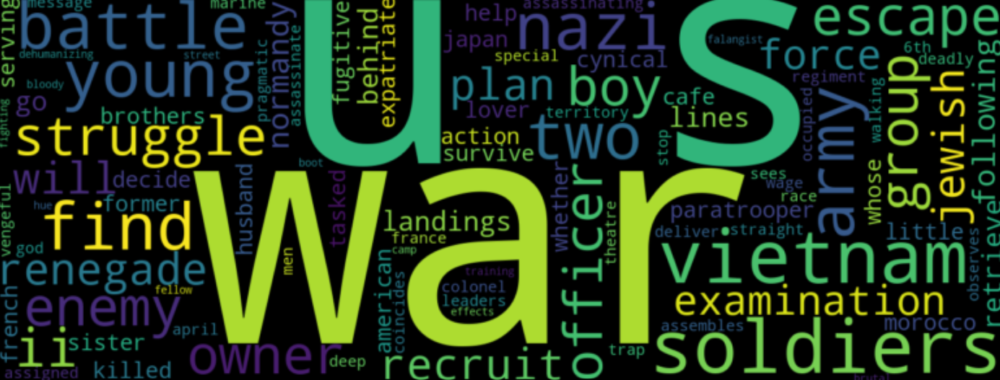 message
marine
assassinating
serving
battle
us
help
nazi
escape
dehumanizing
street
normandy
fugitive
behind
expatriate
japan
special
cynical
falangist
force
6th
deadly
young
bloody
pragmatic
assassinate
plan
boy
regiment
group
jewish
following
go
brothers
lover
territory
cafe
lines
occupied
walking
army
fighting
struggle
action
survive
two
stop
will
decide
boot
husband
tasked
war
whether
officer
sees
wage
race
whose
vengeful
hue
former
find
landings
france
camp
theatre
paratrooper
deliver
straight
little
god
renegade
men
fellow
american
coincides
training
colonel
leaders
effects
vietnam
observes
retrieve
french
enemy
examination
ii
sister
april
assembles
morocco
assigned
killed
owner
deep
recruit
trap
soldiers
brutal